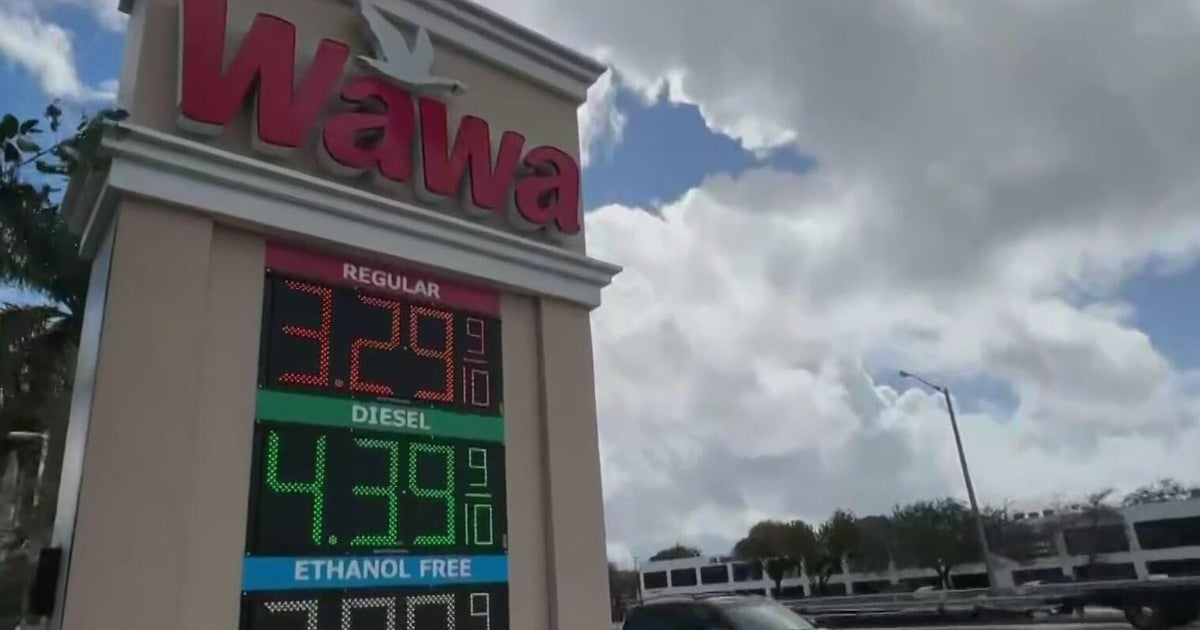 Wawa
REGULAR
3.29 9/10
DIESEL
4.39 9/10
ETHANOL FREE